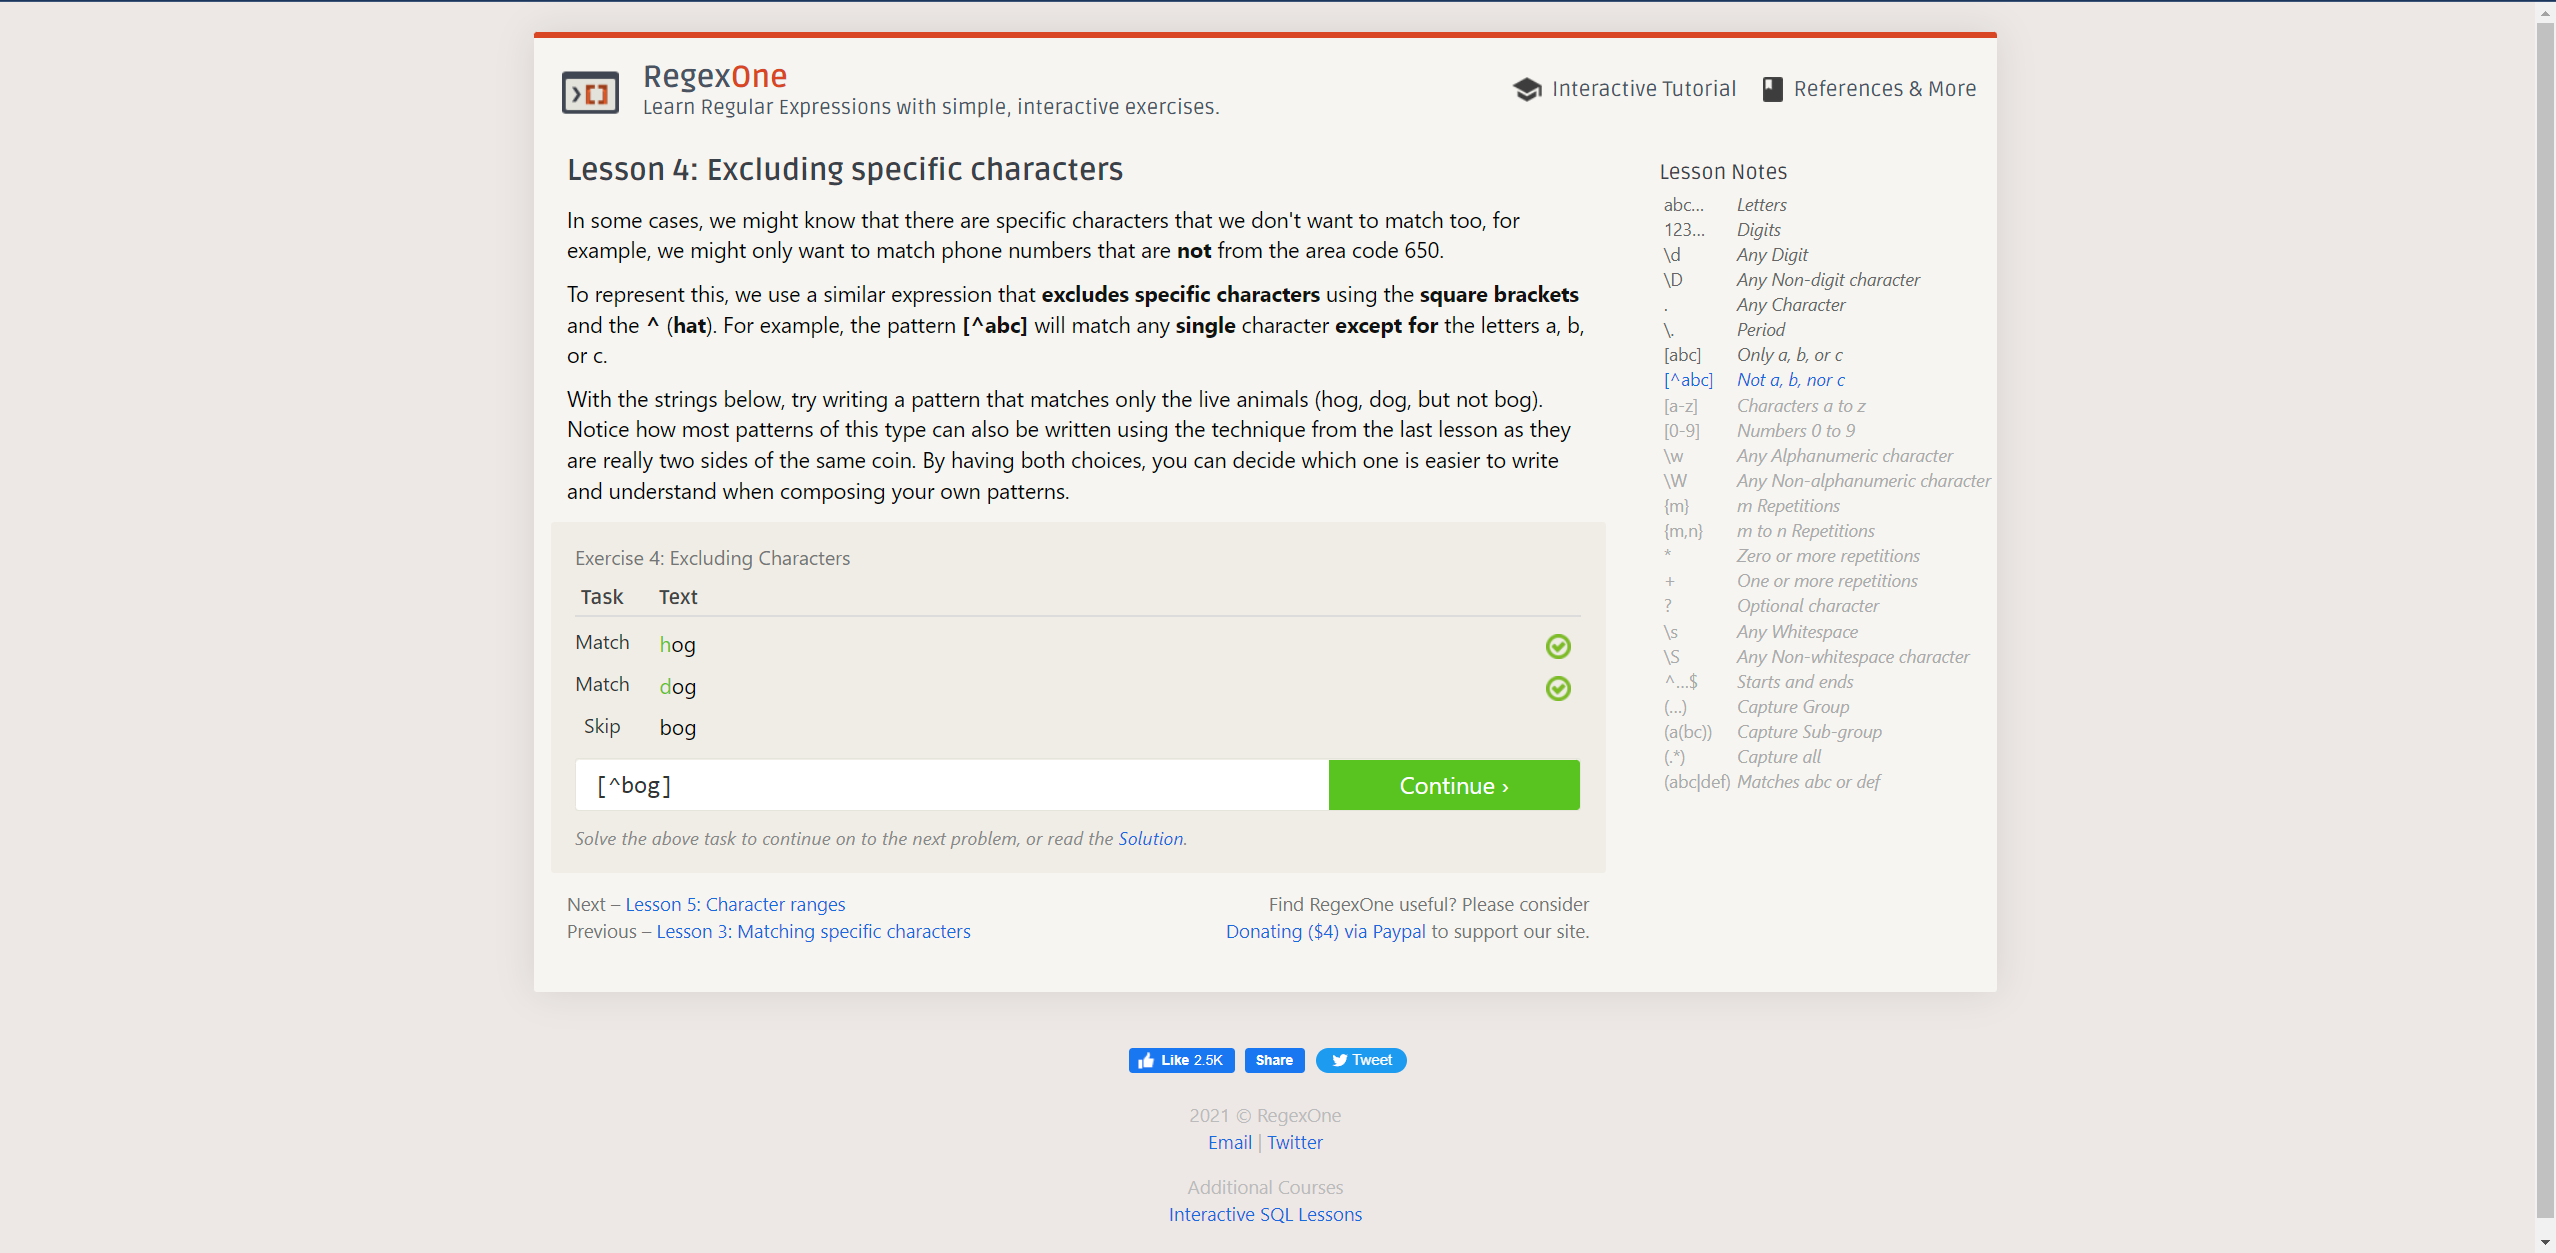 RegexOne
Learn Regular Expressions with simple, interactive exercises.
Interactive Tutorial
References & More
Lesson 4: Excluding specific characters
In some cases, we might know that there are specific characters that we don't want to match too, for
example, we might only want to match phone numbers that are not from the area code 650.
To represent this, we use a similar expression that excludes specific characters using the square brackets
and the ^ (hat). For example, the pattern [^abc] will match any single character except for the letters a, b,
or c.
With the strings below, try writing a pattern that matches only the live animals (hog, dog, but not bog).
Notice how most patterns of this type can also be written using the technique from the last lesson as they
are really two sides of the same coin. By having both choices, you can decide which one is easier to write
and understand when composing your own patterns.
Exercise 4: Excluding Characters
Task Text
Match hog
Match dog
Skip bog
[^bog]
Continue ›
Solve the above task to continue on to the next problem, or read the Solution.
Next – Lesson 5: Character ranges
Previous – Lesson 3: Matching specific characters
Find RegexOne useful? Please consider
Donating ($4) via Paypal to support our site.
Lesson Notes
abc... Letters
123... Digits
\d Any Digit
\D Any Non-digit character
. Any Character
\. Period
[abc] Only a, b, or c
[^abc] Not a, b, nor c
[a-z] Characters a to z
[0-9] Numbers 0 to 9
\w Any Alphanumeric character
\W Any Non-alphanumeric character
{m} m Repetitions
{m,n} m to n Repetitions
* Zero or more repetitions
+ One or more repetitions
? Optional character
\s Any Whitespace
\S Any Non-whitespace character
^...$ Starts and ends
(...) Capture Group
(a(bc)) Capture Sub-group
(.*) Capture all
(abc|def) Matches abc or def
Like 2.5K
Share
Tweet
2021 © RegexOne
Email | Twitter
Additional Courses
Interactive SQL Lessons